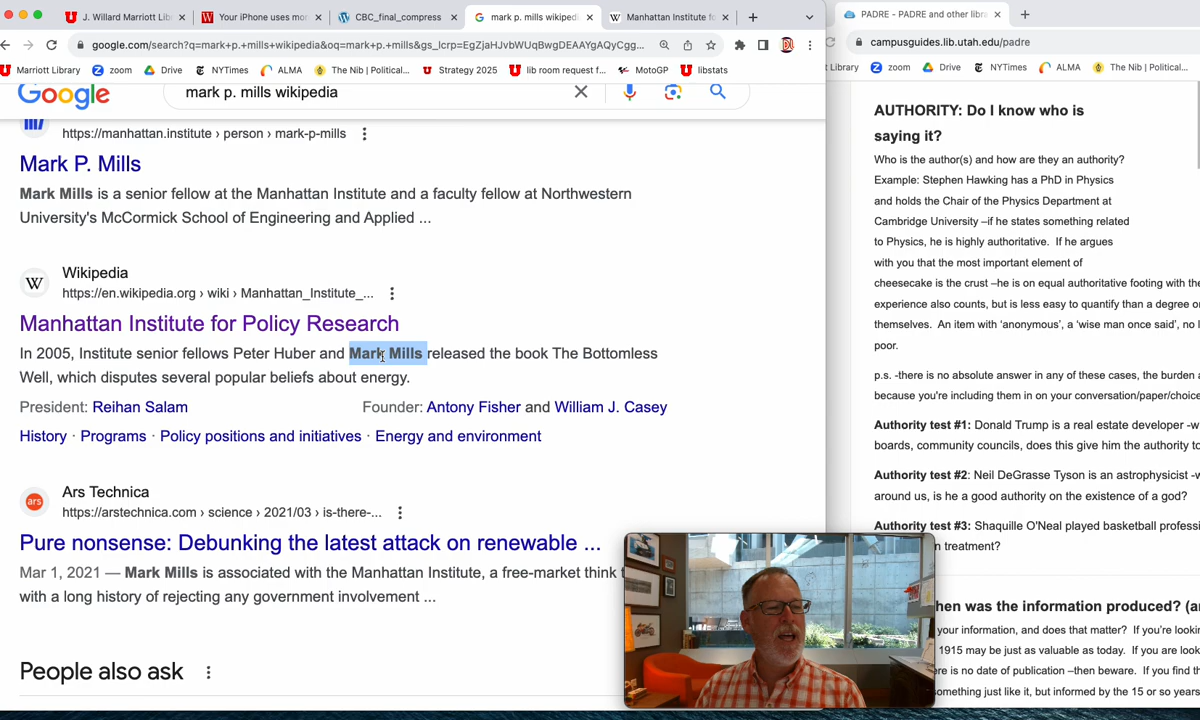 J. Willard Marriott Lib
Your iPhone uses mor
CBC_final_compress
mark p. mills wikipedi
Manhattan Institute fo
google.com/search?q=mark+p.+mills+wikipedia&oq=mark+p.+mills&gs_lcrp=EgZjaHJvbWUqBwgDEAAYgAQyCgg...
Marriott Library
zoom
Drive
NYTimes
ALMA
The Nib | Political...
Strategy 2025
lib room request f...
MotoGP
libstats
Google
mark p. mills wikipedia
https://manhattan.institute › person › mark-p-mills
Mark P. Mills
Mark Mills is a senior fellow at the Manhattan Institute and a faculty fellow at Northwestern
University's McCormick School of Engineering and Applied ...
W
Wikipedia
https://en.wikipedia.org › wiki › Manhattan_Institute_...
Manhattan Institute for Policy Research
In 2005, Institute senior fellows Peter Huber and Mark Mills released the book The Bottomless
Well, which disputes several popular beliefs about energy.
President: Reihan Salam
Founder: Antony Fisher and William J. Casey
History · Programs · Policy positions and initiatives · Energy and environment
ars
Ars Technica
https://arstechnica.com › science › 2021/03 › is-there-...
Pure nonsense: Debunking the latest attack on renewable ...
Mar 1, 2021 — Mark Mills is associated with the Manhattan Institute, a free-market think t
with a long history of rejecting any government involvement ...
People also ask
PADRE - PADRE and other libra
campusguides.lib.utah.edu/padre
Library
zoom
Drive
NYTimes
ALMA
The Nib | Political...
AUTHORITY: Do I know who is
saying it?
Who is the author(s) and how are they an authority?
Example: Stephen Hawking has a PhD in Physics
and holds the Chair of the Physics Department at
Cambridge University –if he states something related
to Physics, he is highly authoritative. If he argues
with you that the most important element of
cheesecake is the crust –he is on equal authoritative footing with the
experience also counts, but is less easy to quantify than a degree o
themselves. An item with 'anonymous', a 'wise man once said', no l
poor.
p.s. -there is no absolute answer in any of these cases, the burden a
because you're including them in on your conversation/paper/choice
Authority test #1: Donald Trump is a real estate developer -w
boards, community councils, does this give him the authority to
Authority test #2: Neil DeGrasse Tyson is an astrophysicist -w
around us, is he a good authority on the existence of a god?
Authority test #3: Shaquille O'Neal played basketball professi
n treatment?
hen was the information produced? (a
your information, and does that matter? If you're lookin
1915 may be just as valuable as today. If you are look
ere is no date of publication –then beware. If you find th
omething just like it, but informed by the 15 or so years